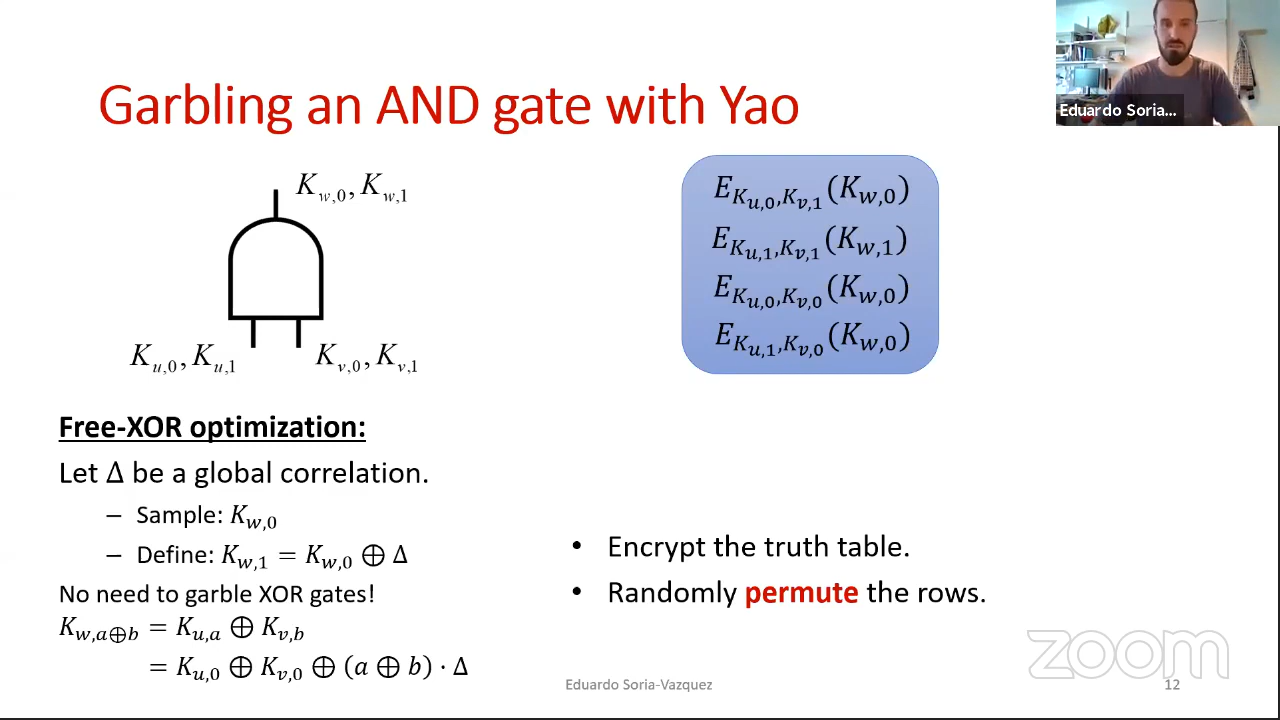 Garbling an AND gate with Yao
Eduardo Soria...
K_{w,0}, K_{w,1}
K_{u,0}, K_{u,1}
K_{v,0}, K_{v,1}
E_{K_{u,0},K_{v,1}}(K_{w,0})
E_{K_{u,1},K_{v,1}}(K_{w,1})
E_{K_{u,0},K_{v,0}}(K_{w,0})
E_{K_{u,1},K_{v,0}}(K_{w,0})
Free-XOR optimization:
Let Δ be a global correlation.
– Sample: K_{w,0}
– Define: K_{w,1} = K_{w,0} ⊕ Δ
No need to garble XOR gates!
K_{w,a⊕b} = K_{u,a} ⊕ K_{v,b}
= K_{u,0} ⊕ K_{v,0} ⊕ (a ⊕ b) · Δ
• Encrypt the truth table.
• Randomly permute the rows.
zoom
Eduardo Soria-Vazquez
12